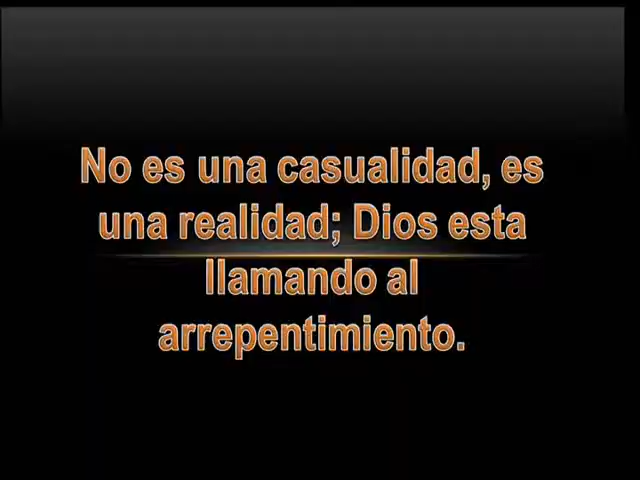 No es una casualidad, es
una realidad; Dios esta
llamando al
arrepentimiento.